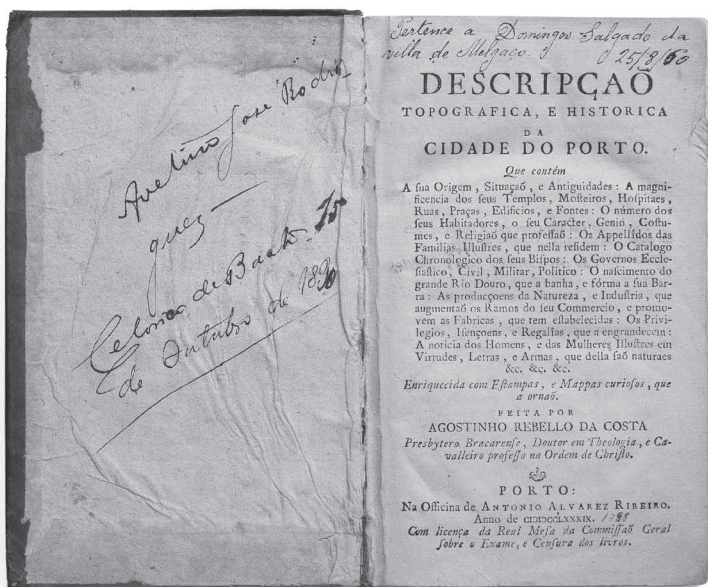 Avelino José Rodri
guez
Celorico de Basto 15
de Outubro de 1890
Pertence a Domingos Salgado da
villa de Melgaço. 25/8/60
DESCRIPÇAÕ
TOPOGRAFICA, E HISTORICA
DA
CIDADE DO PORTO.
Que contém
A ſua Origem, Situaçaõ, e Antiguidades: A magni-
ficencia dos ſeus Templos, Moſteiros, Hoſpitaes,
Ruas, Praças, Edificios, e Fontes: O número dos
ſeus Habitadores, o ſeu Caracter, Genio, Coſtu-
mes, e Religiaõ que profeſſaõ: Os Appellidos das
Familias Illuſtres, que nella reſidem: O Catalogo
Chronologico dos ſeus Biſpos: Os Governos Eccle-
ſiaſtico, Civil, Militar, Politico: O naſcimento do
grande Rio Douro, que a banha, e fórma a ſua Bar-
ra: As producçoens da Natureza, e Induſtria, que
augmentaõ os Ramos do ſeu Commercio, e promo-
vem as Fabricas, que tem eſtabelecidas: Os Privi-
legios, Iſençoens, e Regalías, que a engrandecem:
A noticia dos Homens, e das Mulheres Illuſtres em
Virtudes, Letras, e Armas, que della ſaõ naturaes
&c. &c. &c.
Enriquecida com Eſtampas, e Mappas curioſos, que
a ornaõ.
FEITA POR
AGOSTINHO REBELLO DA COSTA
Presbytero Bracarenſe, Doutor em Theologia, e Ca-
valleiro profeſſo na Ordem de Chriſto.
PORTO:
Na Officina de ANTONIO ALVAREZ RIBEIRO.
Anno de CIƆIƆCCLXXXIX. 1788
Com licença da Real Meſa da Commiſſaõ Geral
ſobre o Exame, e Cenſura dos livros.